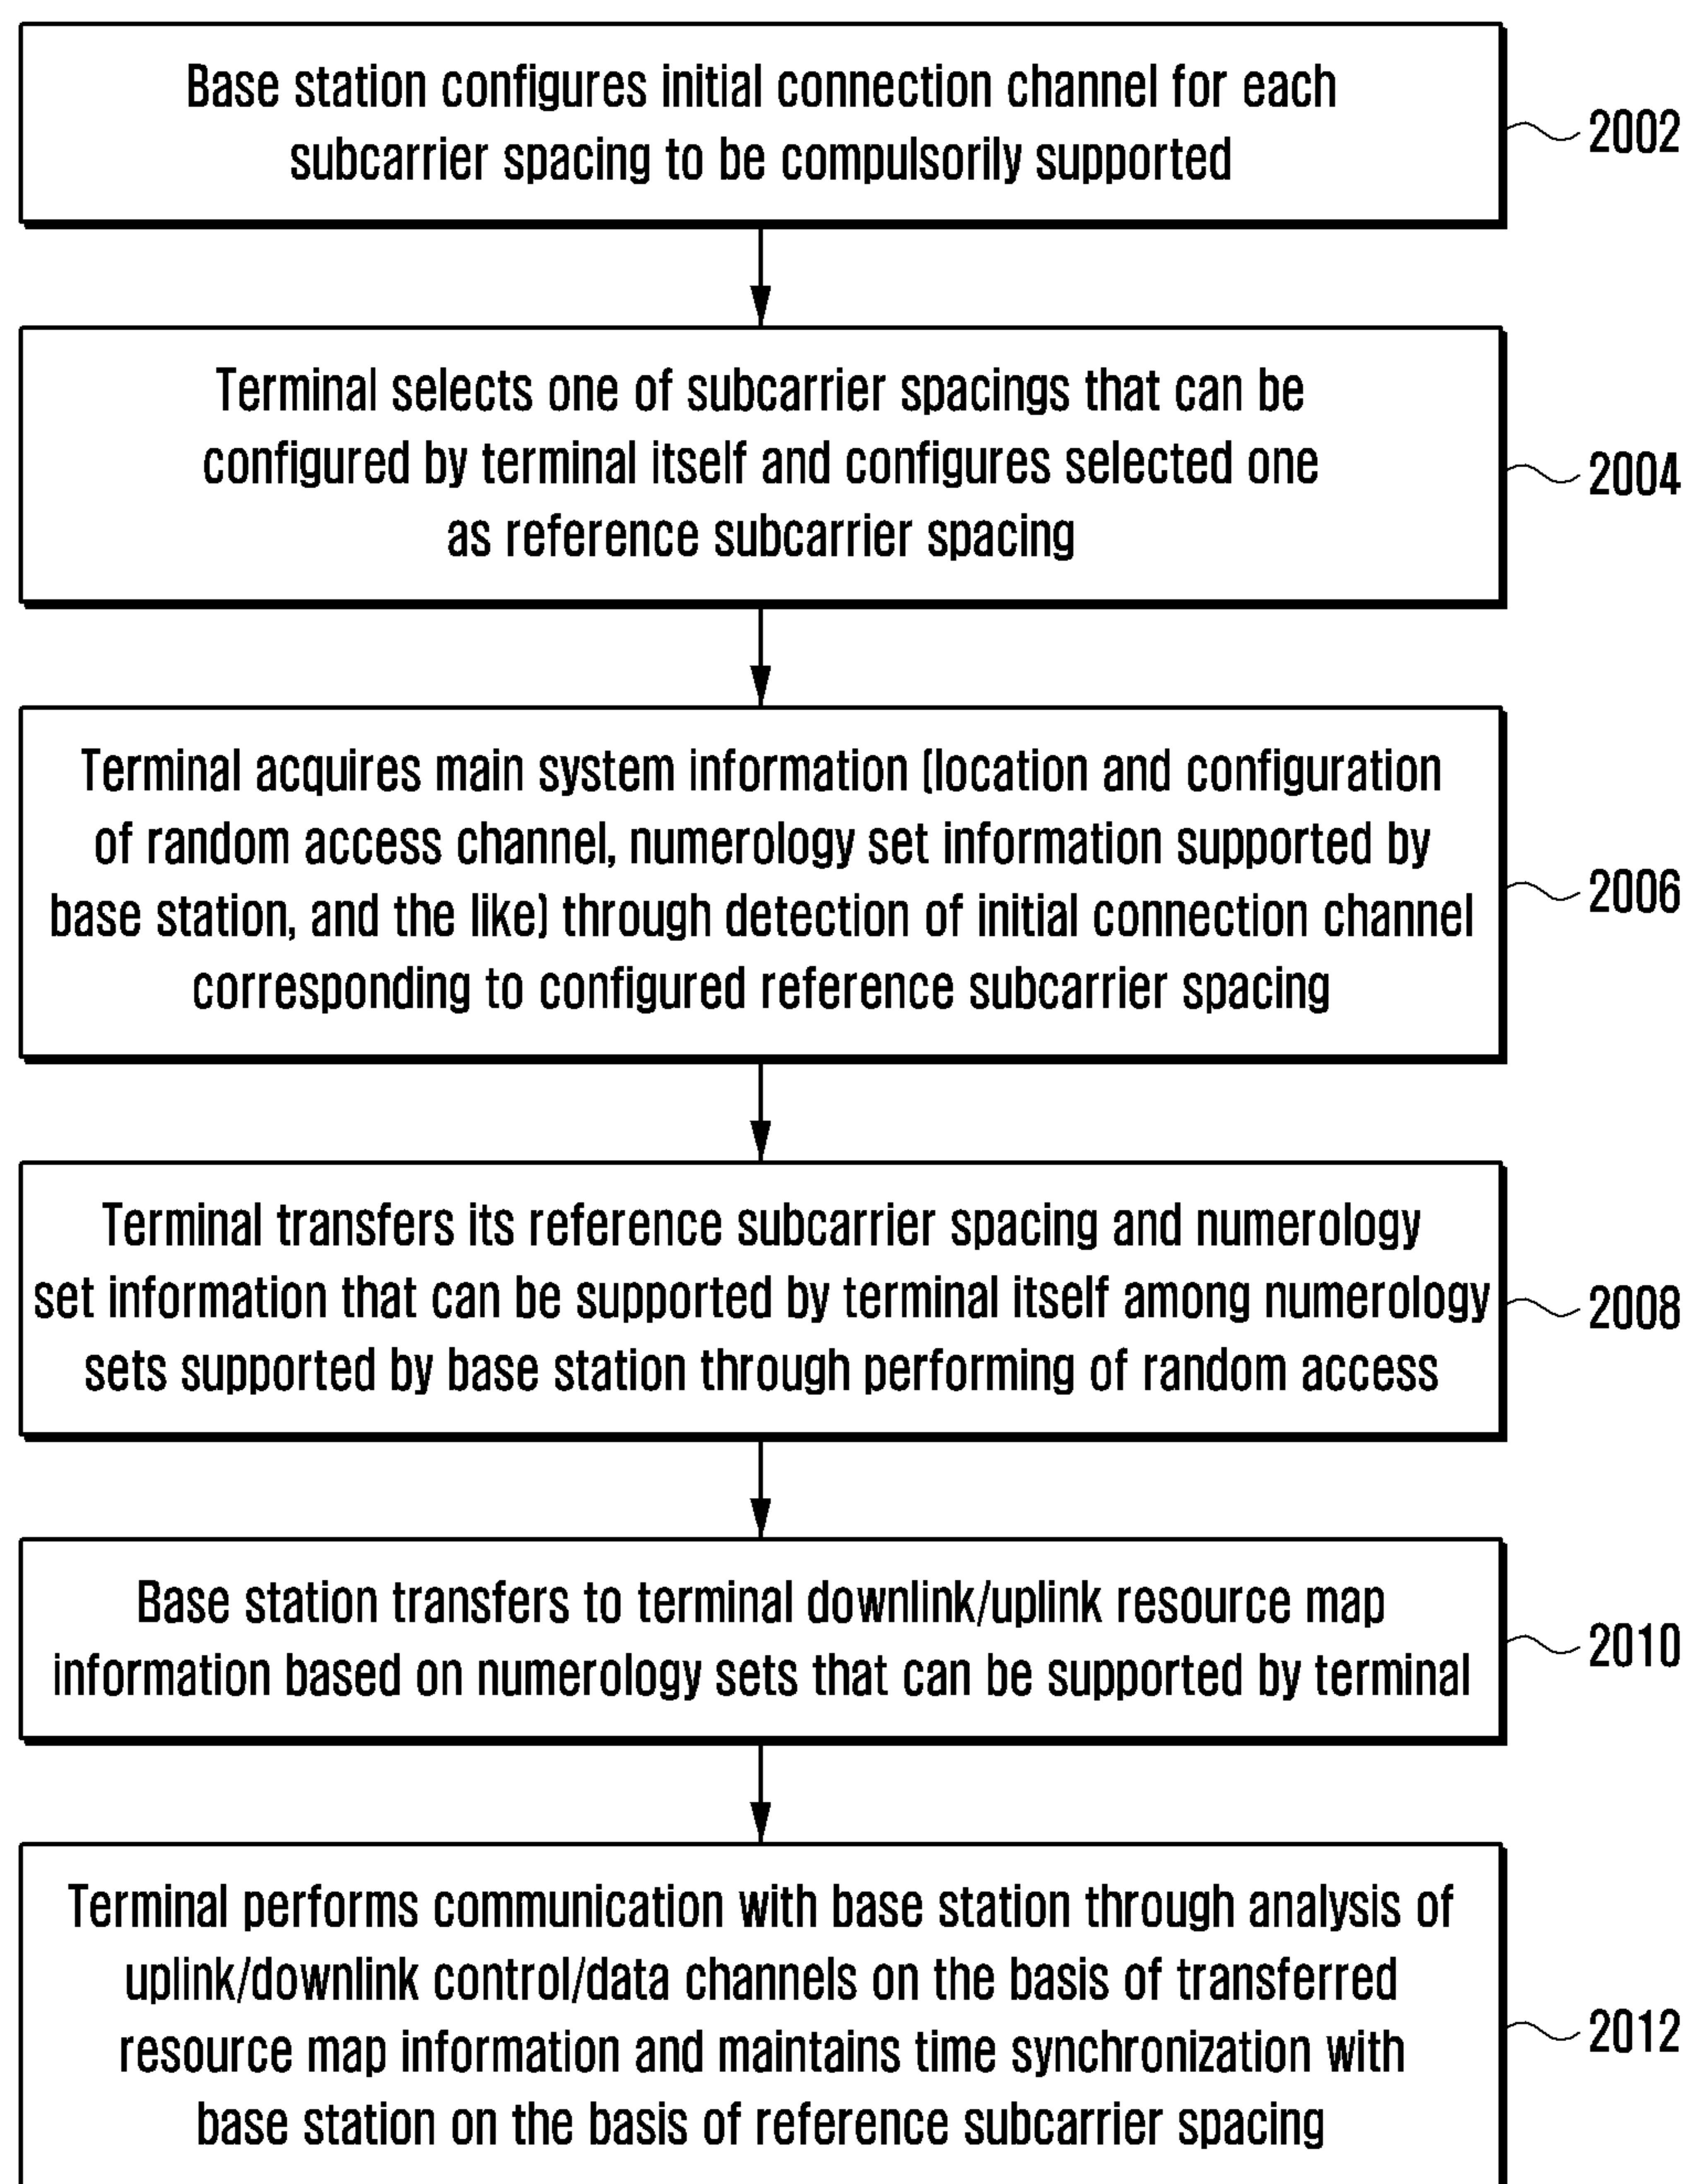 Base station configures initial connection channel for each
subcarrier spacing to be compulsorily supported
2002
Terminal selects one of subcarrier spacings that can be
configured by terminal itself and configures selected one
as reference subcarrier spacing
2004
Terminal acquires main system information (location and configuration
of random access channel, numerology set information supported by
base station, and the like) through detection of initial connection channel
corresponding to configured reference subcarrier spacing
2006
Terminal transfers its reference subcarrier spacing and numerology
set information that can be supported by terminal itself among numerology
sets supported by base station through performing of random access
2008
Base station transfers to terminal downlink/uplink resource map
information based on numerology sets that can be supported by terminal
2010
Terminal performs communication with base station through analysis of
uplink/downlink control/data channels on the basis of transferred
resource map information and maintains time synchronization with
base station on the basis of reference subcarrier spacing
2012